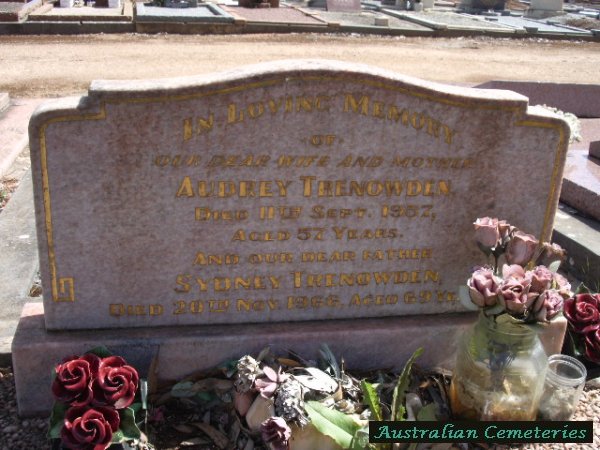 In Loving Memory
-OF-
OUR DEAR WIFE AND MOTHER
AUDREY TRENOWDEN.
DIED 11TH SEPT. 1957,
AGED 57 YEARS.
AND OUR DEAR FATHER
SYDNEY TRENOWDEN,
DIED 20TH NOV. 1966. AGED 69 YRS.
Australian Cemeteries